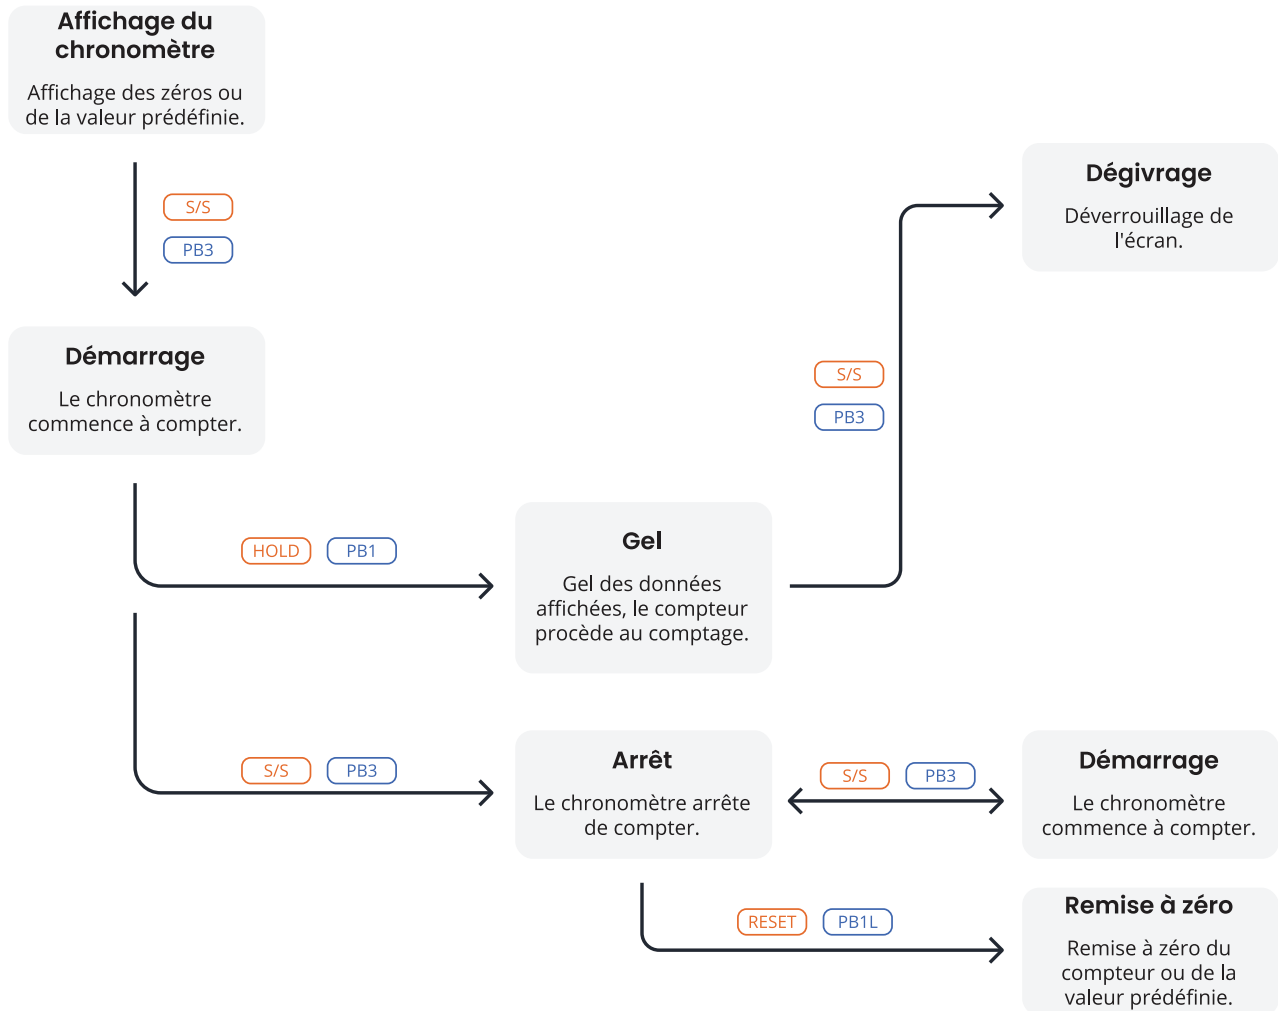 Affichage du
chronomètre
Affichage des zéros ou
de la valeur prédéfinie.
S/S
PB3
Démarrage
Le chronomètre
commence à compter.
HOLD PB1
Gel
Gel des données
affichées, le compteur
procède au comptage.
S/S
PB3
Dégivrage
Déverrouillage de
l'écran.
S/S PB3
Arrêt
Le chronomètre arrête
de compter.
S/S PB3
Démarrage
Le chronomètre
commence à compter.
RESET PB1L
Remise à zéro
Remise à zéro du
compteur ou de la
valeur prédéfinie.